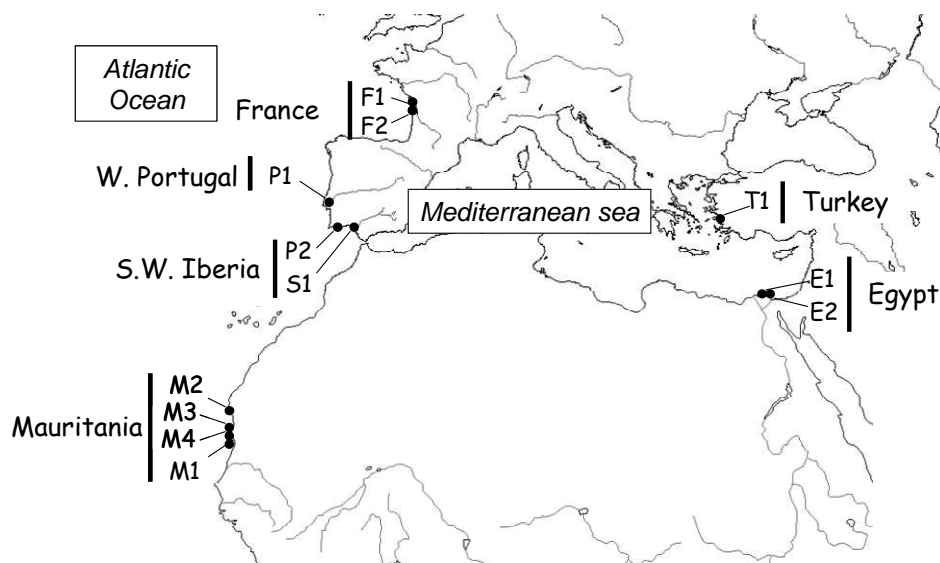 Atlantic
Ocean
France
F1
F2
W. Portugal
P1
Mediterranean sea
T1
Turkey
S.W. Iberia
P2
S1
E1
E2
Egypt
Mauritania
M2
M3
M4
M1